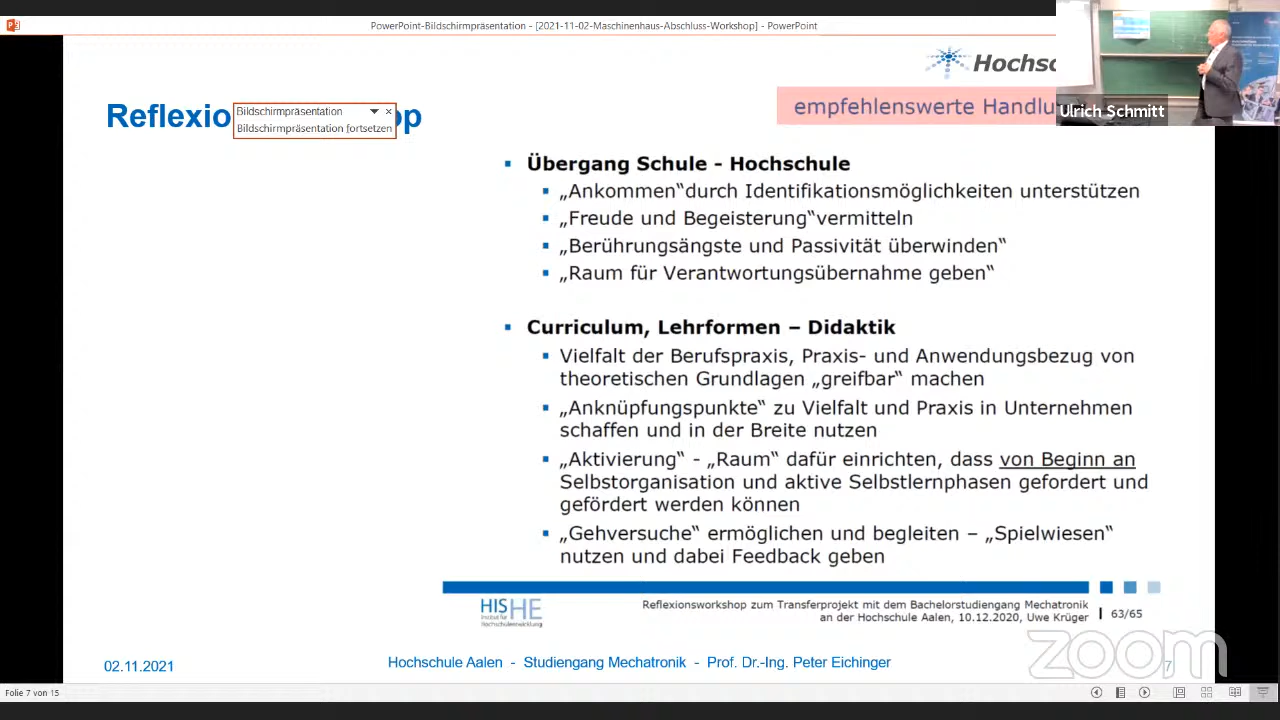 PowerPoint-Bildschirmpräsentation - [2021-11-02-Maschinenhaus-Abschluss-Workshop] - PowerPoint
Hochsc
Ulrich Schmitt
Reflexio
op
Bildschirmpräsentation
Bildschirmpräsentation fortsetzen
empfehlenswerte Handlu
Übergang Schule - Hochschule
„Ankommen“durch Identifikationsmöglichkeiten unterstützen
„Freude und Begeisterung“vermitteln
„Berührungsängste und Passivität überwinden“
„Raum für Verantwortungsübernahme geben“
Curriculum, Lehrformen – Didaktik
Vielfalt der Berufspraxis, Praxis- und Anwendungsbezug von
theoretischen Grundlagen „greifbar“ machen
„Anknüpfungspunkte“ zu Vielfalt und Praxis in Unternehmen
schaffen und in der Breite nutzen
„Aktivierung“ - „Raum“ dafür einrichten, dass von Beginn an
Selbstorganisation und aktive Selbstlernphasen gefordert und
gefördert werden können
„Gehversuche“ ermöglichen und begleiten – „Spielwiesen“
nutzen und dabei Feedback geben
HIS HE
Institut für
Hochschulentwicklung
Reflexionsworkshop zum Transferprojekt mit dem Bachelorstudiengang Mechatronik
an der Hochschule Aalen, 10.12.2020, Uwe Krüger
63/65
zoom
02.11.2021
Hochschule Aalen - Studiengang Mechatronik - Prof. Dr.-Ing. Peter Eichinger
7
Folie 7 von 15